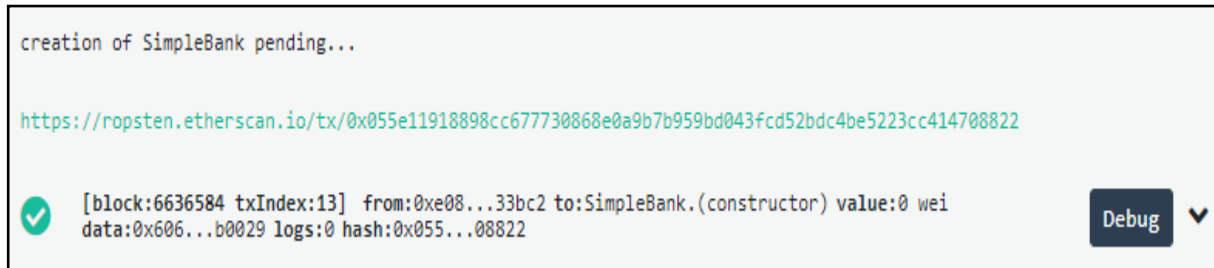 creation of SimpleBank pending...
https://ropsten.etherscan.io/tx/0x055e11918898cc677730868e0a9b7b959bd043fcd52bdc4be5223cc414708822
[block:6636584 txIndex:13] from:0xe08...33bc2 to:SimpleBank.(constructor) value:0 wei
data:0x606...b0029 logs:0 hash:0x055...08822
Debug